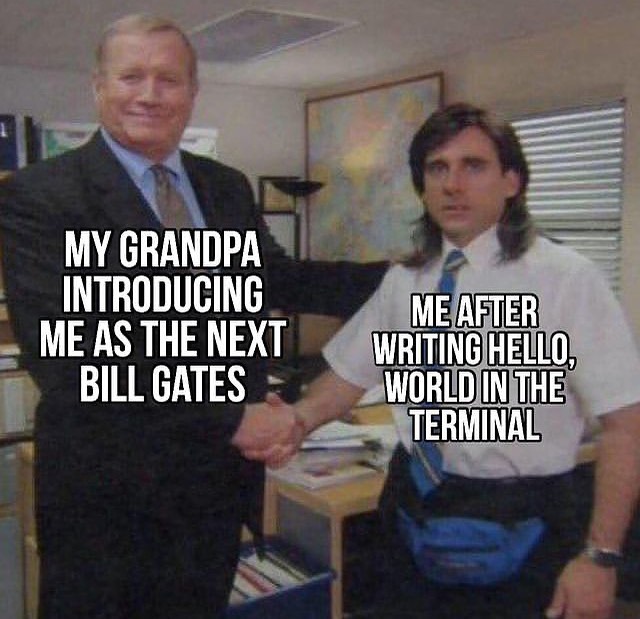 MY GRANDPA
INTRODUCING
ME AS THE NEXT
BILL GATES
ME AFTER
WRITING HELLO,
WORLD IN THE
TERMINAL